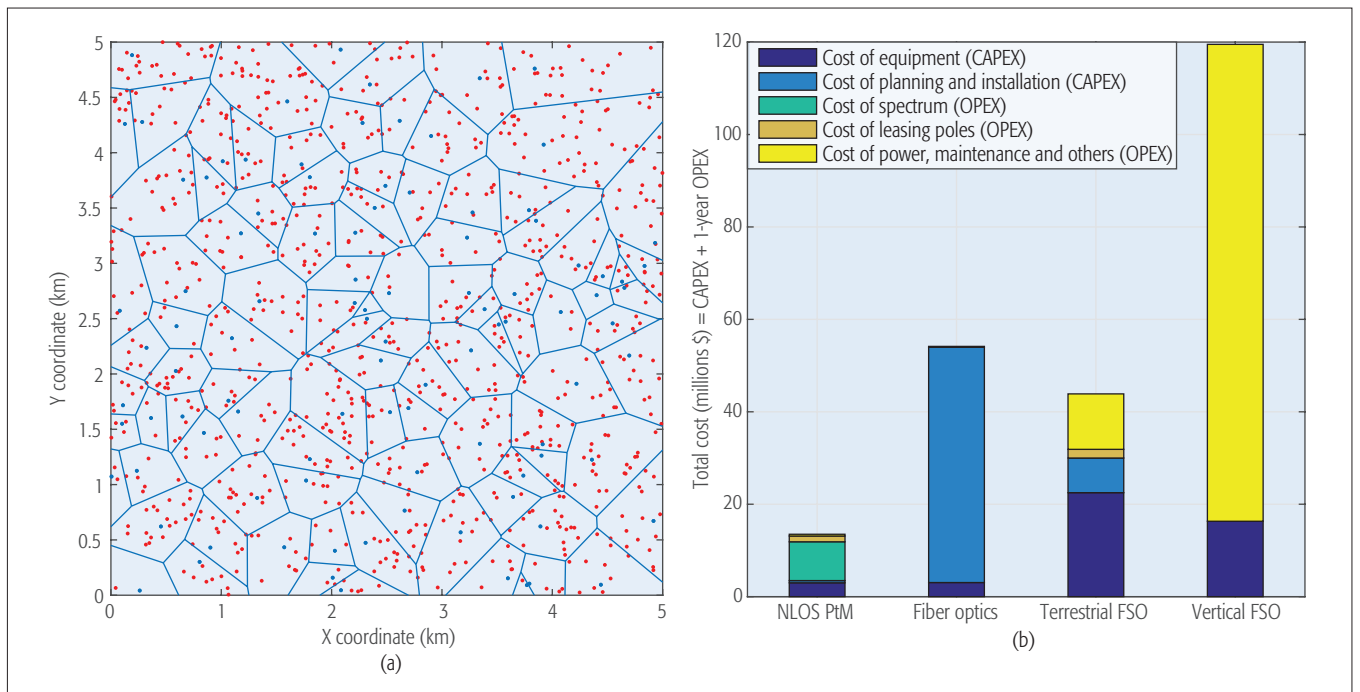 5
4.5
4
3.5
3
2.5
2
1.5
1
0.5
0
Y coordinate (km)
0 1 2 3 4 5
X coordinate (km)
(a)
120
100
80
60
40
20
0
Total cost (millions $) = CAPEX + 1-year OPEX
Cost of equipment (CAPEX)
Cost of planning and installation (CAPEX)
Cost of spectrum (OPEX)
Cost of leasing poles (OPEX)
Cost of power, maintenance and others (OPEX)
NLOS PtM Fiber optics Terrestrial FSO Vertical FSO
(b)